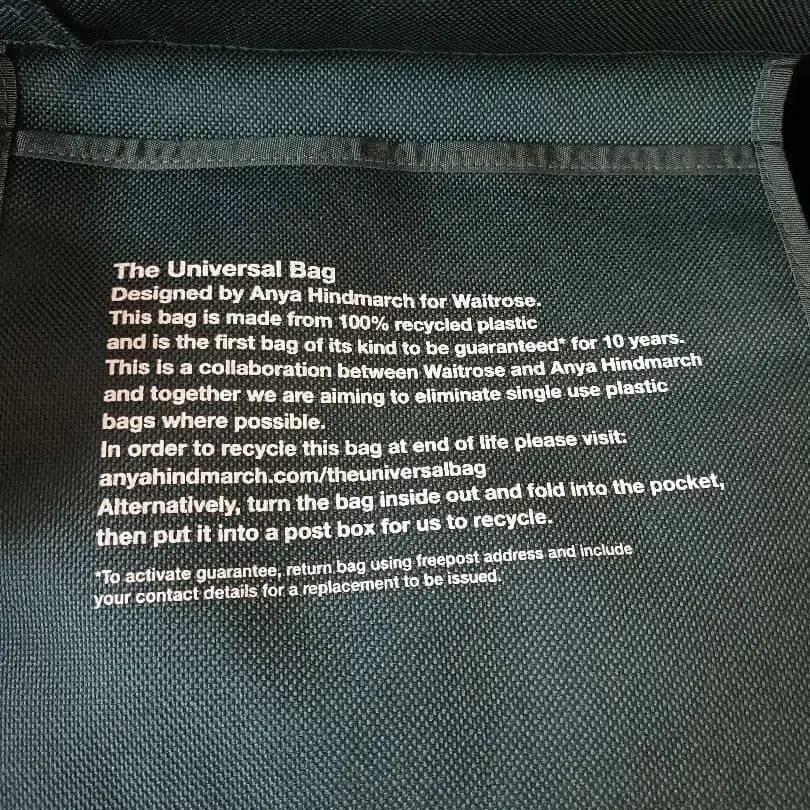 The Universal Bag
Designed by Anya Hindmarch for Waitrose.
This bag is made from 100% recycled plastic
and is the first bag of its kind to be guaranteed* for 10 years.
This is a collaboration between Waitrose and Anya Hindmarch
and together we are aiming to eliminate single use plastic
bags where possible.
In order to recycle this bag at end of life please visit:
anyahindmarch.com/theuniversalbag
Alternatively, turn the bag inside out and fold into the pocket,
then put it into a post box for us to recycle.
*To activate guarantee, return bag using freepost address and include
your contact details for a replacement to be issued.